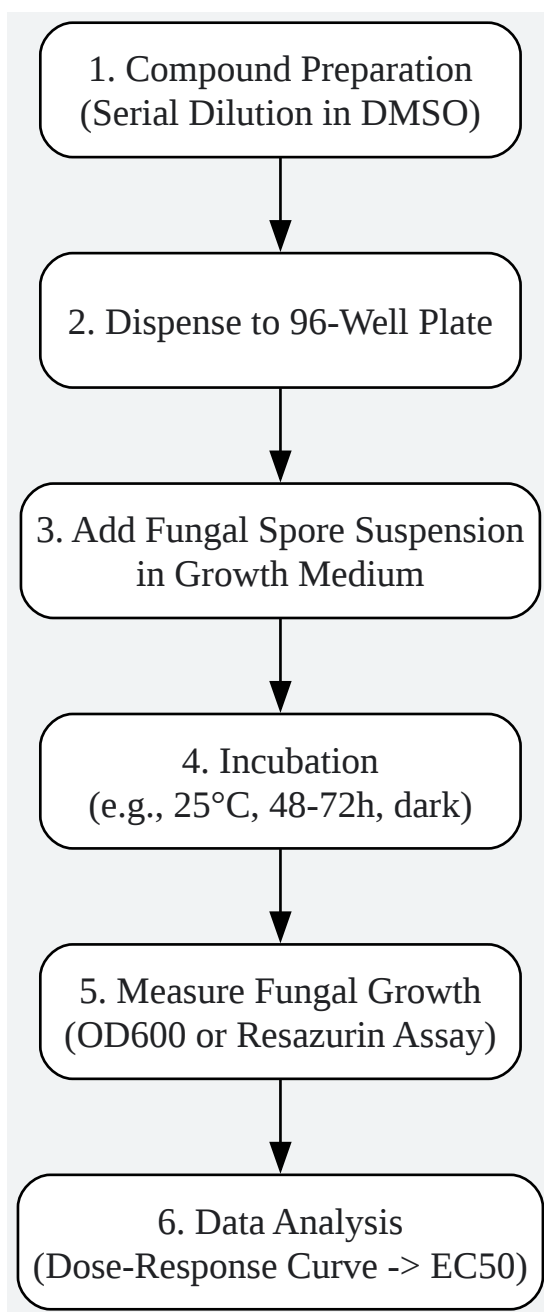 1. Compound Preparation
(Serial Dilution in DMSO)
2. Dispense to 96-Well Plate
3. Add Fungal Spore Suspension
in Growth Medium
4. Incubation
(e.g., 25°C, 48-72h, dark)
5. Measure Fungal Growth
(OD600 or Resazurin Assay)
6. Data Analysis
(Dose-Response Curve -> EC50)